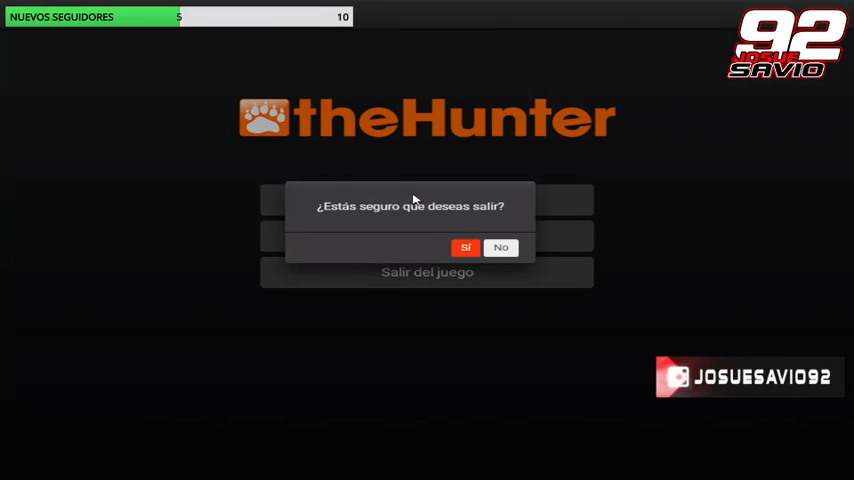 NUEVOS SEGUIDORES 5 10
92
JOSUE
SAVIO
theHunter
¿Estás seguro que deseas salir?
Sí No
Salir del juego
JOSUESAVIO92